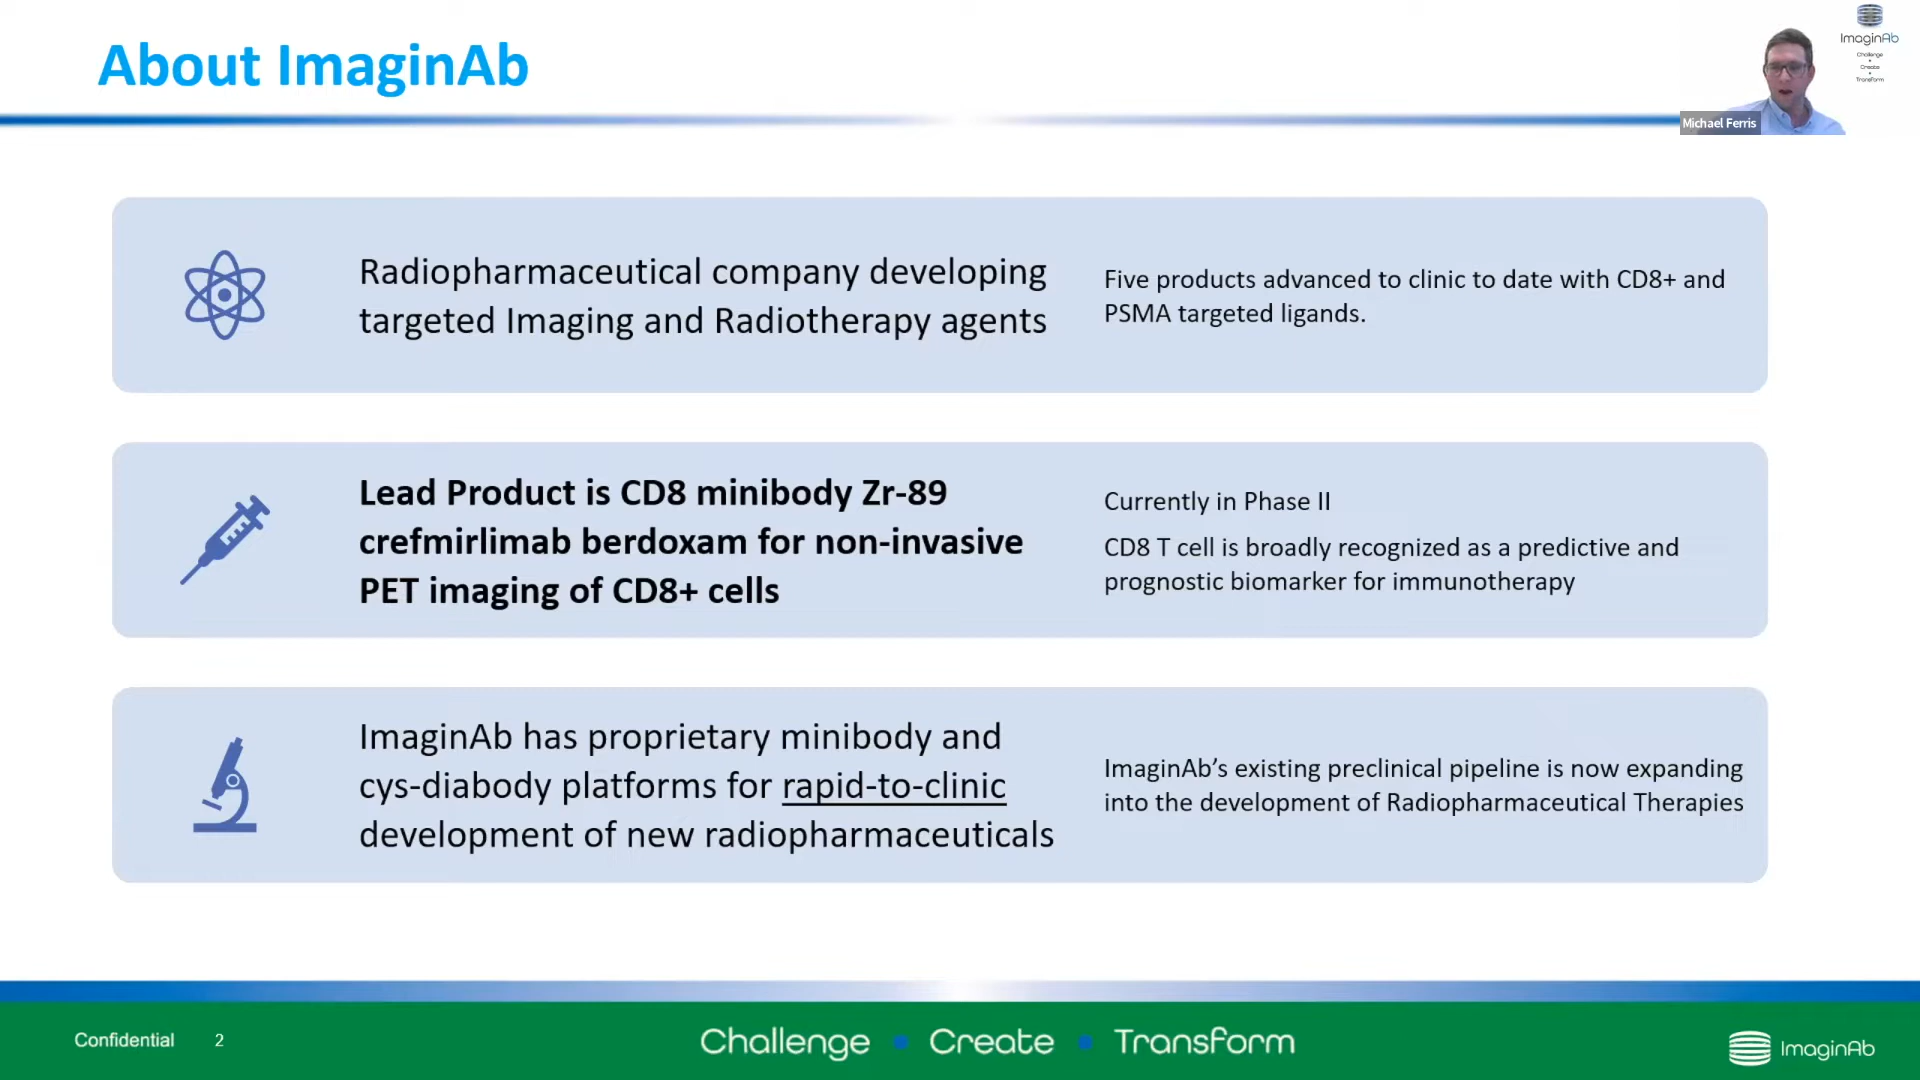 About ImaginAb
ImaginAb
Challenge
•
Create
•
Transform
Michael Ferris
Radiopharmaceutical company developing
targeted Imaging and Radiotherapy agents
Five products advanced to clinic to date with CD8+ and
PSMA targeted ligands.
Lead Product is CD8 minibody Zr-89
crefmirlimab berdoxam for non-invasive
PET imaging of CD8+ cells
Currently in Phase II
CD8 T cell is broadly recognized as a predictive and
prognostic biomarker for immunotherapy
ImaginAb has proprietary minibody and
cys-diabody platforms for rapid-to-clinic
development of new radiopharmaceuticals
ImaginAb’s existing preclinical pipeline is now expanding
into the development of Radiopharmaceutical Therapies
Confidential 2
Challenge • Create • Transform
ImaginAb